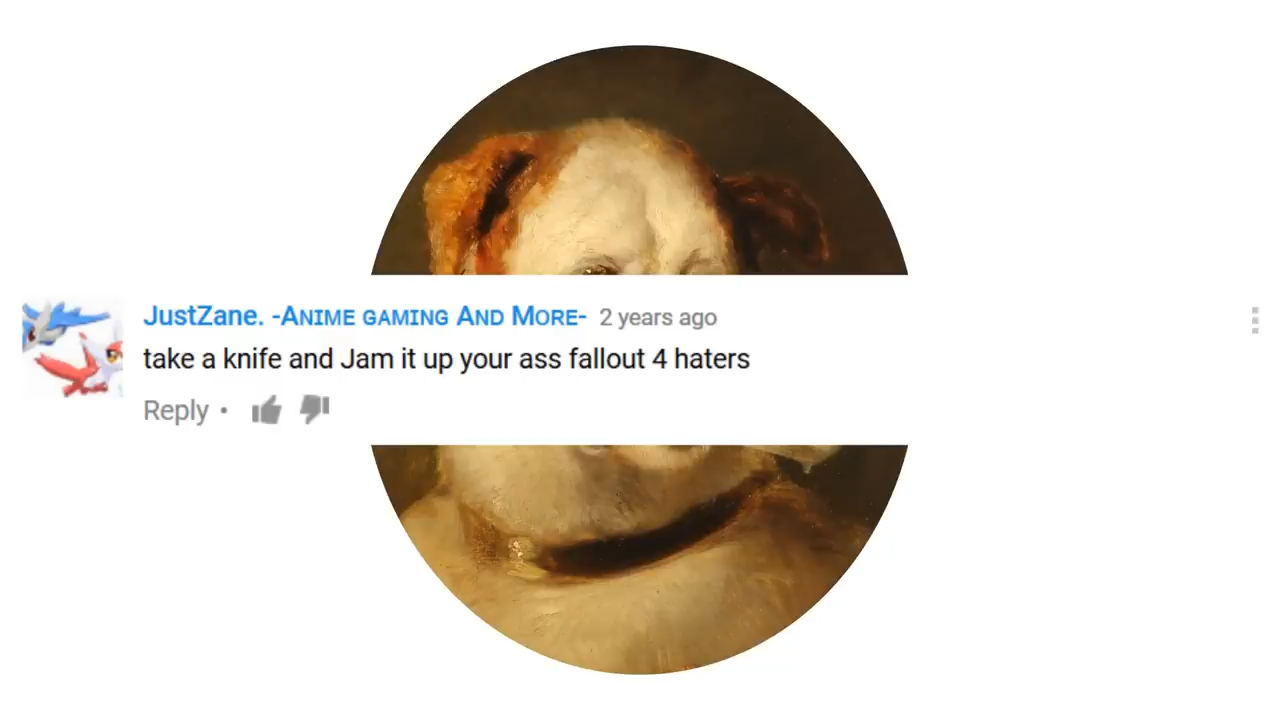 JustZane. -Anime gaming And More- 2 years ago
take a knife and Jam it up your ass fallout 4 haters
Reply •